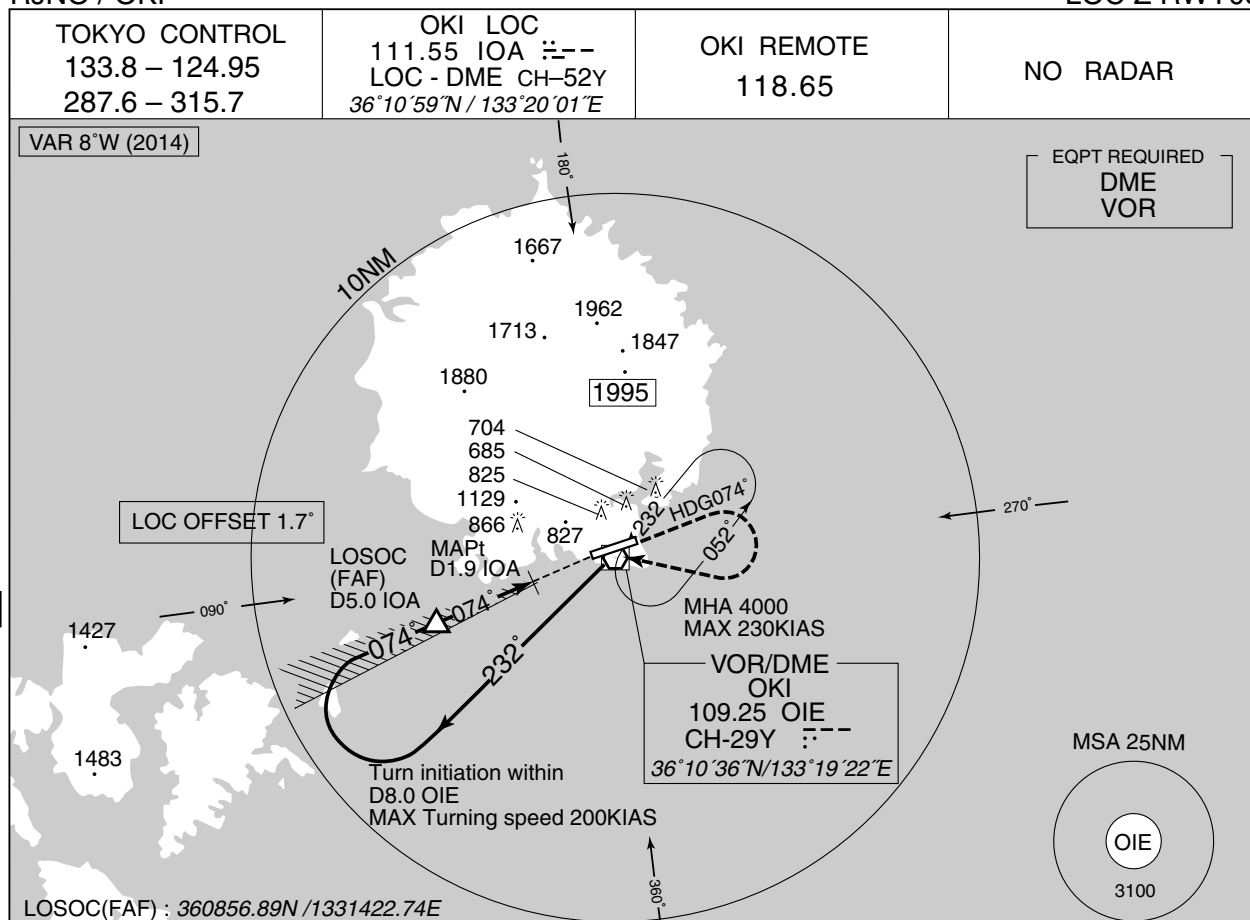 TOKYO CONTROL
133.8 – 124.95
287.6 – 315.7
OKI LOC
111.55 IOA
LOC - DME CH–52Y
36°10´59˝N / 133°20´01˝E
OKI REMOTE
118.65
NO RADAR
VAR 8°W (2014)
EQPT REQUIRED
DME
VOR
180°
10NM
1667
1962
1713
1847
1880
1995
704
685
825
1129
866
827
232°
HDG074°
052°
270°
LOC OFFSET 1.7°
LOSOC
(FAF)
D5.0 IOA
MAPt
D1.9 IOA
090°
074°
074°
232°
1427
1483
MHA 4000
MAX 230KIAS
VOR/DME
OKI
109.25 OIE
CH-29Y
36°10´36˝N/133°19´22˝E
Turn initiation within
D8.0 OIE
MAX Turning speed 200KIAS
MSA 25NM
OIE
3100
360°
LOSOC(FAF) : 360856.89N /1331422.74E